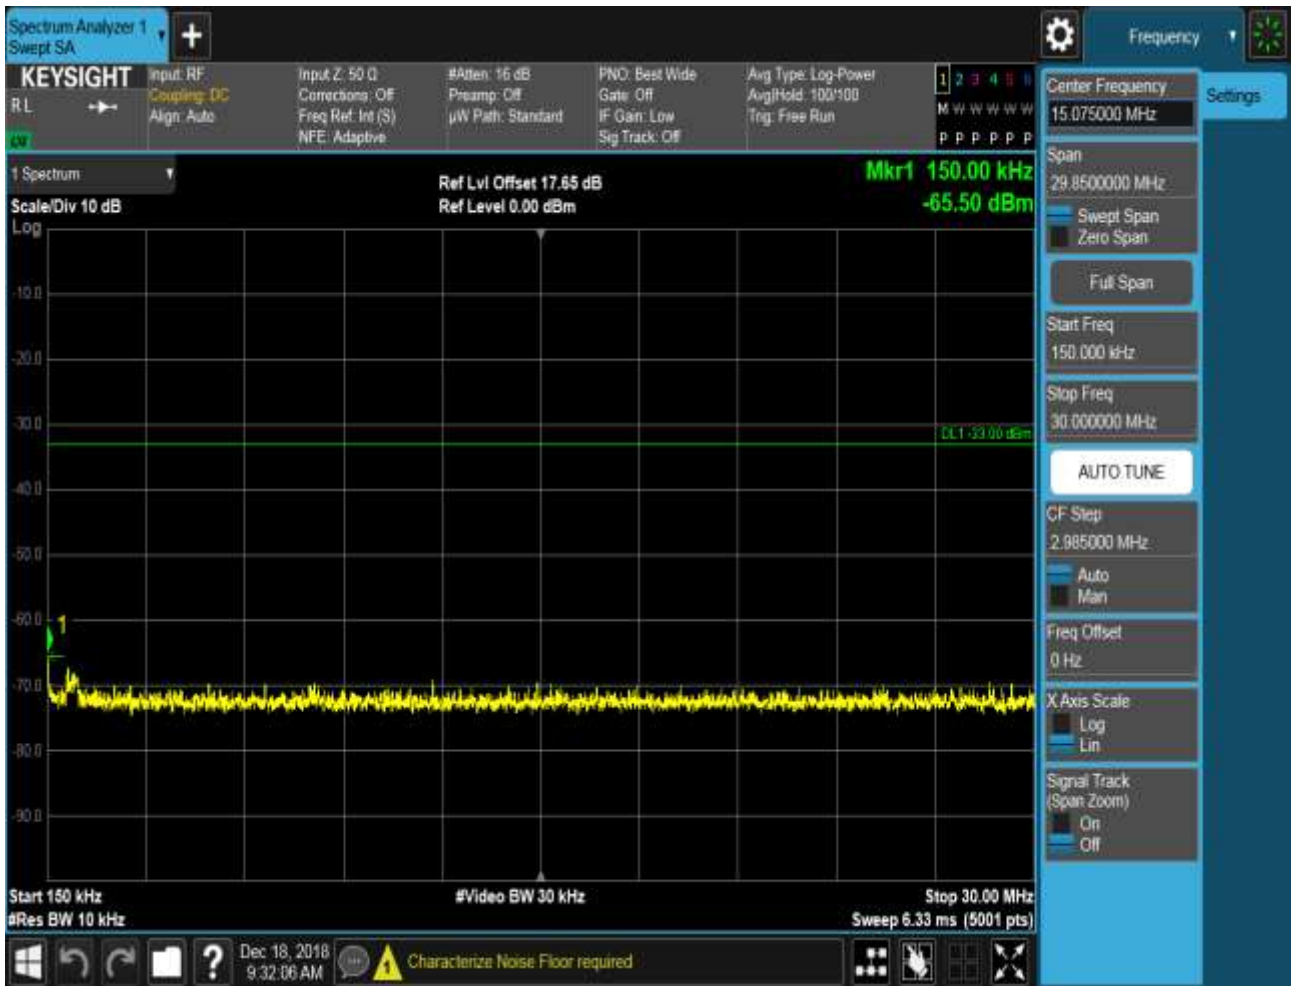 Spectrum Analyzer 1
Swept SA
Frequency
KEYSIGHT
RL
Input: RF
Coupling: DC
Align: Auto
Input Z: 50 Ω
Corrections: Off
Freq Ref: Int (S)
NFE: Adaptive
#Atten: 16 dB
Preamp: Off
µW Path: Standard
PNO: Best Wide
Gate: Off
IF Gain: Low
Sig Track: Off
Avg Type: Log-Power
Avg|Hold: 100/100
Trig: Free Run
1 2 3 4 5 6
M W W W W W
P P P P P P
1 Spectrum
Scale/Div 10 dB
Log
Ref Lvl Offset 17.65 dB
Ref Level 0.00 dBm
Mkr1 150.00 kHz
-65.50 dBm
-10.0
-20.0
-30.0
DL1 -33.00 dBm
-40.0
-50.0
-60.0
1
-70.0
-80.0
-90.0
Start 150 kHz
#Res BW 10 kHz
#Video BW 30 kHz
Stop 30.00 MHz
Sweep 6.33 ms (5001 pts)
Center Frequency
15.075000 MHz
Settings
Span
29.8500000 MHz
Swept Span
Zero Span
Full Span
Start Freq
150.000 kHz
Stop Freq
30.000000 MHz
AUTO TUNE
CF Step
2.985000 MHz
Auto
Man
Freq Offset
0 Hz
X Axis Scale
Log
Lin
Signal Track
(Span Zoom)
On
Off
?
Dec 18, 2018
9:32:06 AM
1
Characterize Noise Floor required